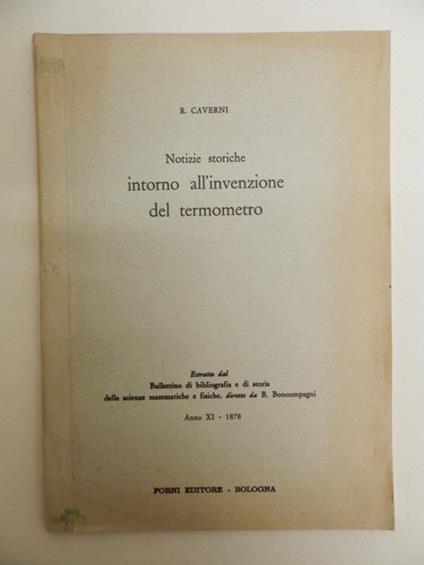 R. CAVERNI
Notizie storiche
intorno all'invenzione
del termometro
Estratto dal
Bullettino di bibliografia e di storia
delle scienze matematiche e fisiche, diretto da B. Boncompagni
Anno XI - 1878
FORNI EDITORE - BOLOGNA